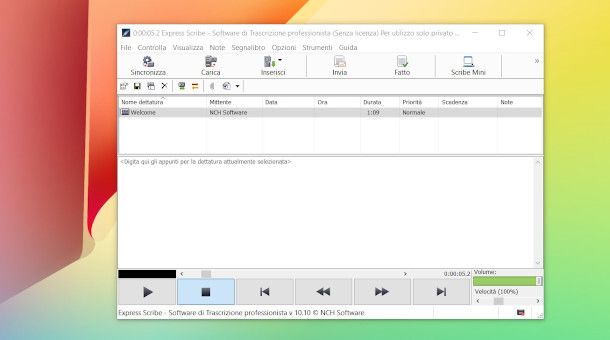 0:00:05.2 Express Scribe - Software di Trascrizione professionista (Senza licenza) Per utlizzo solo privato ...
File Controlla Visualizza Note Segnalibro Opzioni Strumenti Guida
Sincronizza Carica Inserisci Invia Fatto Scribe Mini »
Nome dettatura Mittente Data Ora Durata Priorità Scadenza Note
Welcome NCH Software 1:09 Normale
<Digita qui gli appunti per la dettatura attualmente selezionata>
0:00:05.2 Volume:
Velocità (100%)
Express Scribe - Software di Trascrizione professionista v 10.10 © NCH Software